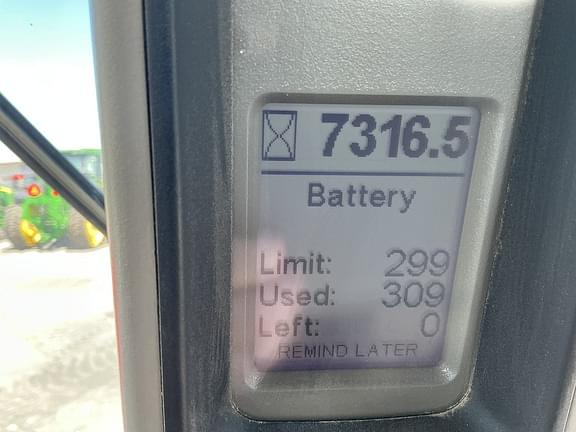 7316.5
Battery
Limit: 299
Used: 309
Left: 0
REMIND LATER